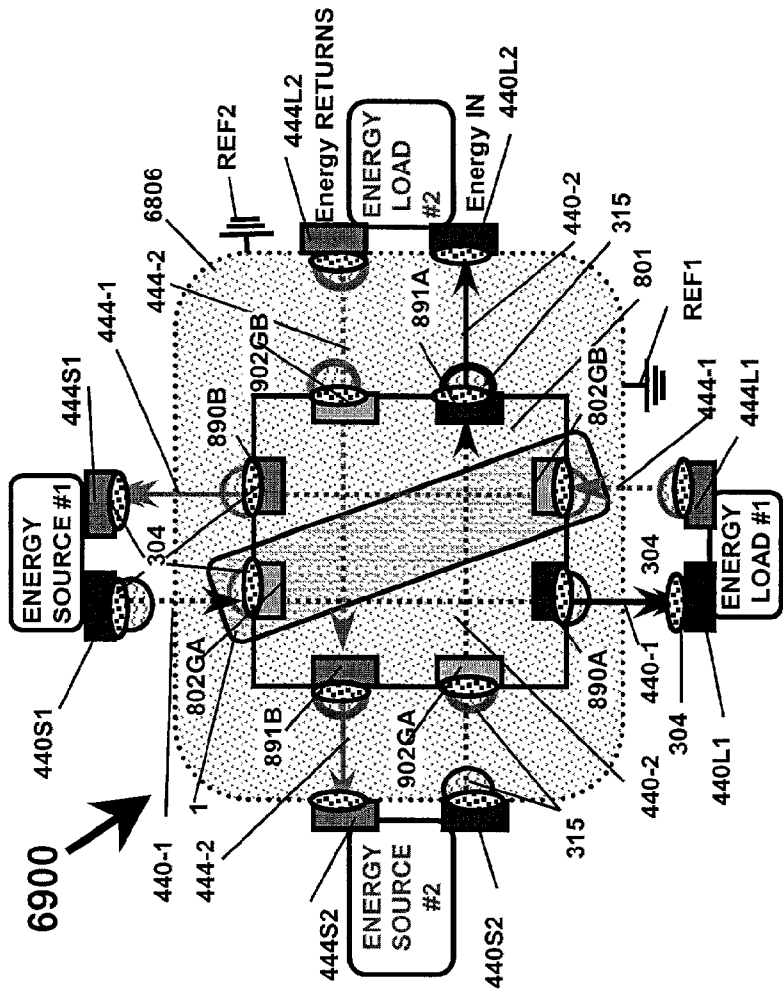 6900
440-1
444-2
1
440S1
ENERGY
SOURCE #1
444S1
444-1
6806
REF2
304
802GA
890B
902GB
444-2
444L2
Energy RETURNS
ENERGY
LOAD
#2
Energy IN
440L2
440-2
315
801
REF1
891A
891B
902GA
444S2
ENERGY
SOURCE
#2
440S2
315
440-2
890A
802GB
440-1
304
304
440L1
ENERGY
LOAD #1
444L1
444-1